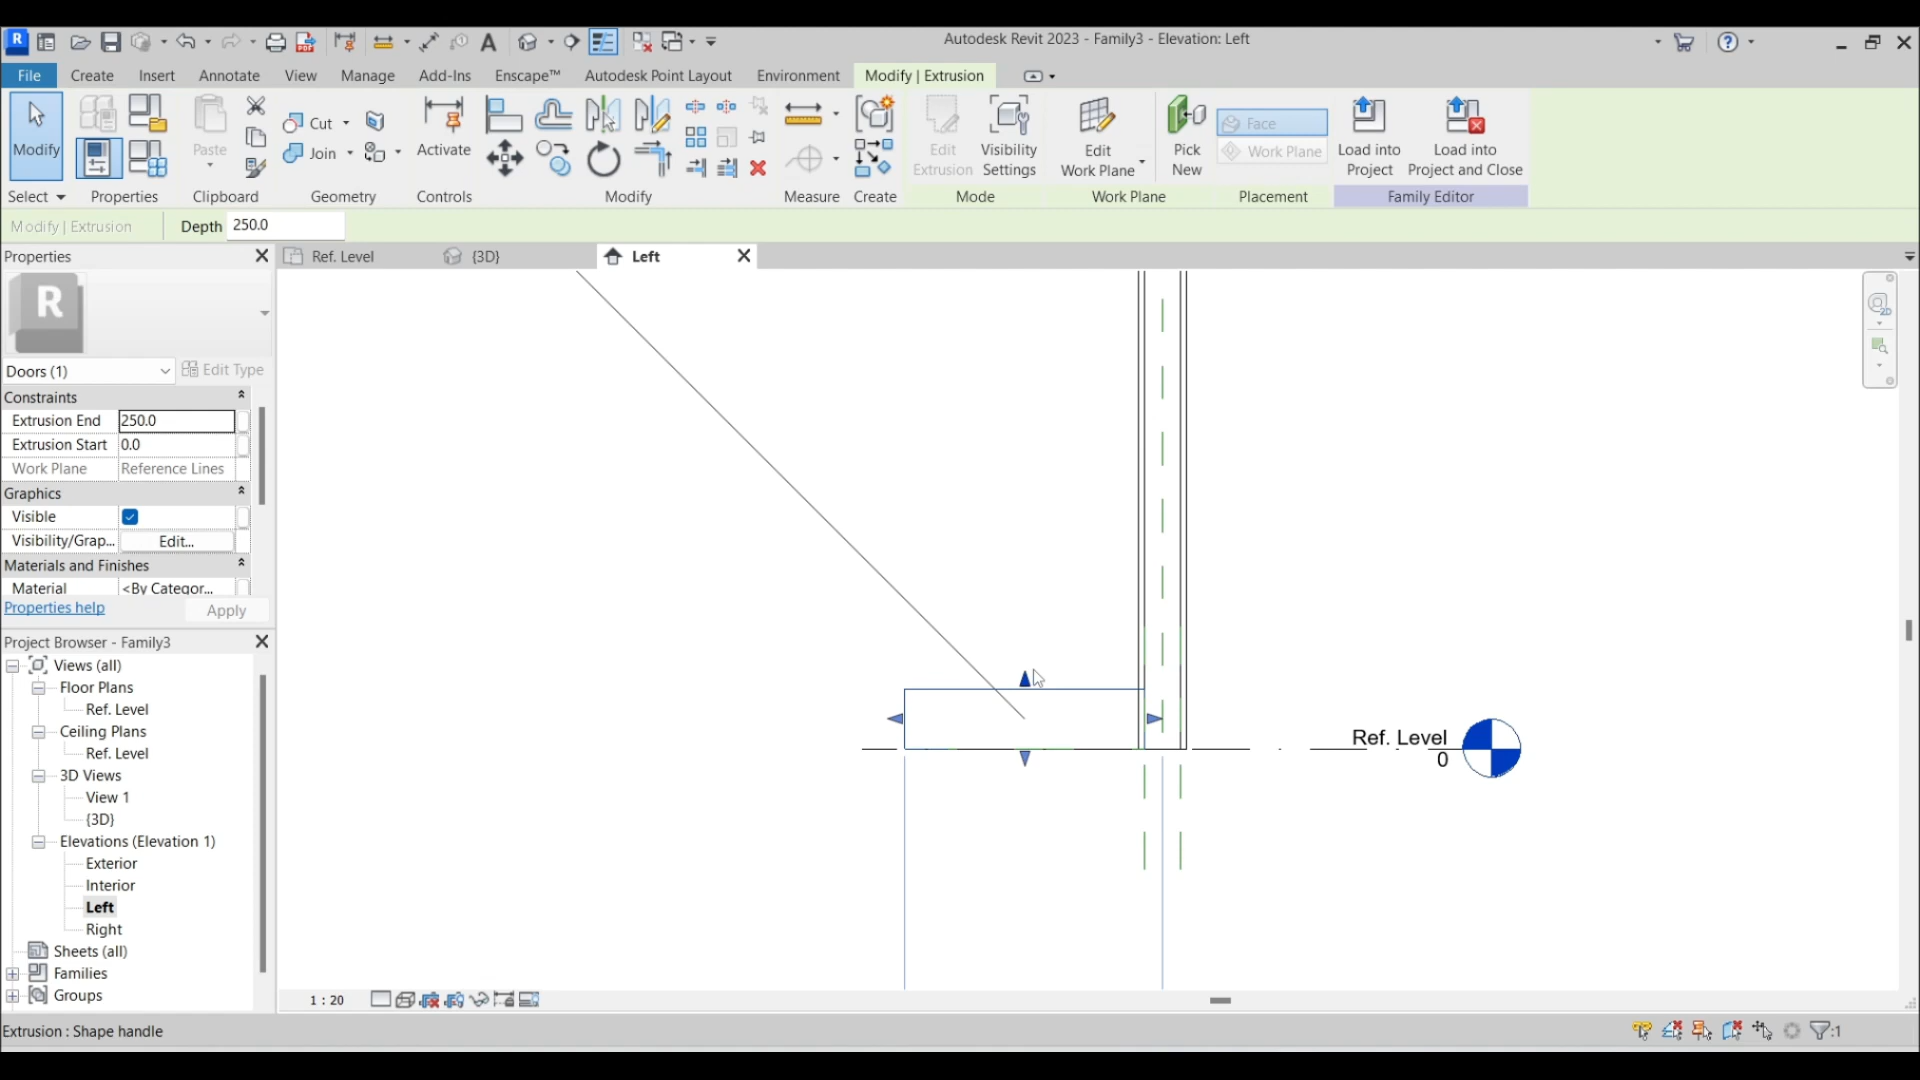 R
Autodesk Revit 2023 - Family3 - Elevation: Left
File Create Insert Annotate View Manage Add-Ins Enscape™ Autodesk Point Layout Environment Modify | Extrusion
Modify
Paste
Cut
Join
Activate
Edit Extrusion
Visibility Settings
Edit Work Plane
Pick New
Face
Work Plane
Load into Project
Load into Project and Close
Select Properties Clipboard Geometry Controls Modify Measure Create Mode Work Plane Placement Family Editor
Modify | Extrusion Depth 250.0
Properties
Ref. Level {3D} Left
R
Doors (1) Edit Type
Constraints
Extrusion End 250.0
Extrusion Start 0.0
Work Plane Reference Lines
Graphics
Visible
Visibility/Grap... Edit...
Materials and Finishes
Material <By Categor...
Properties help Apply
Project Browser - Family3
Views (all)
Floor Plans
Ref. Level
Ceiling Plans
Ref. Level
3D Views
View 1
{3D}
Elevations (Elevation 1)
Exterior
Interior
Left
Right
Sheets (all)
Families
Groups
Ref. Level
0
2D
1 : 20
Extrusion : Shape handle
:1